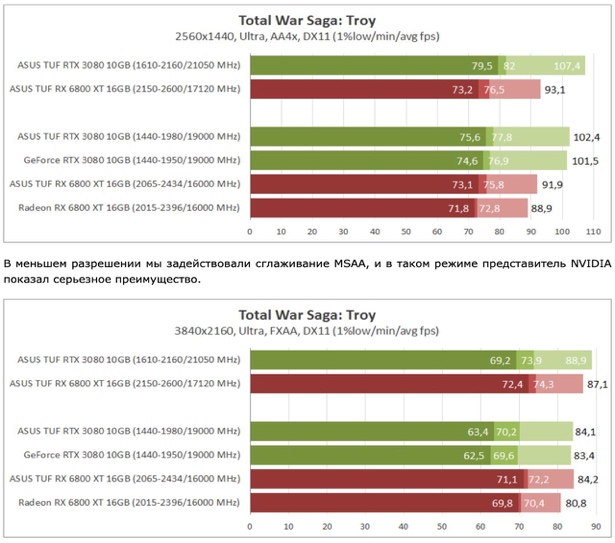 Total War Saga: Troy
2560x1440, Ultra, AA4x, DX11 (1%low/min/avg fps)
ASUS TUF RTX 3080 10GB (1610-2160/21050 MHz) 79,5 82 107,4
ASUS TUF RX 6800 XT 16GB (2150-2600/17120 MHz) 73,2 76,5 93,1
ASUS TUF RTX 3080 10GB (1440-1980/19000 MHz) 75,6 77,8 102,4
GeForce RTX 3080 10GB (1440-1950/19000 MHz) 74,6 76,9 101,5
ASUS TUF RX 6800 XT 16GB (2065-2434/16000 MHz) 73,1 75,8 91,9
Radeon RX 6800 XT 16GB (2015-2396/16000 MHz) 71,8 72,8 88,9
0 10 20 30 40 50 60 70 80 90 100 110
В меньшем разрешении мы задействовали сглаживание MSAA, и в таком режиме представитель NVIDIA
показал серьезное преимущество.
Total War Saga: Troy
3840x2160, Ultra, FXAA, DX11 (1%low/min/avg fps)
ASUS TUF RTX 3080 10GB (1610-2160/21050 MHz) 69,2 73,9 88,9
ASUS TUF RX 6800 XT 16GB (2150-2600/17120 MHz) 72,4 74,3 87,1
ASUS TUF RTX 3080 10GB (1440-1980/19000 MHz) 63,4 70,2 84,1
GeForce RTX 3080 10GB (1440-1950/19000 MHz) 62,5 69,6 83,4
ASUS TUF RX 6800 XT 16GB (2065-2434/16000 MHz) 71,1 72,2 84,2
Radeon RX 6800 XT 16GB (2015-2396/16000 MHz) 69,8 70,4 80,8
0 10 20 30 40 50 60 70 80 90